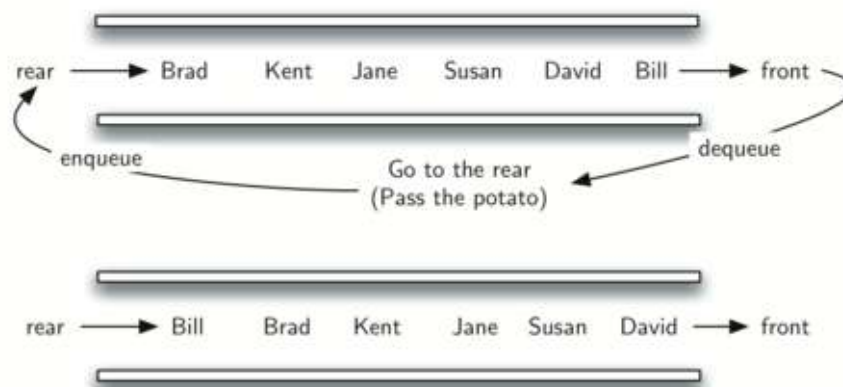 rear Brad Kent Jane Susan David Bill front
enqueue
dequeue
Go to the rear
(Pass the potato)
rear Bill Brad Kent Jane Susan David front